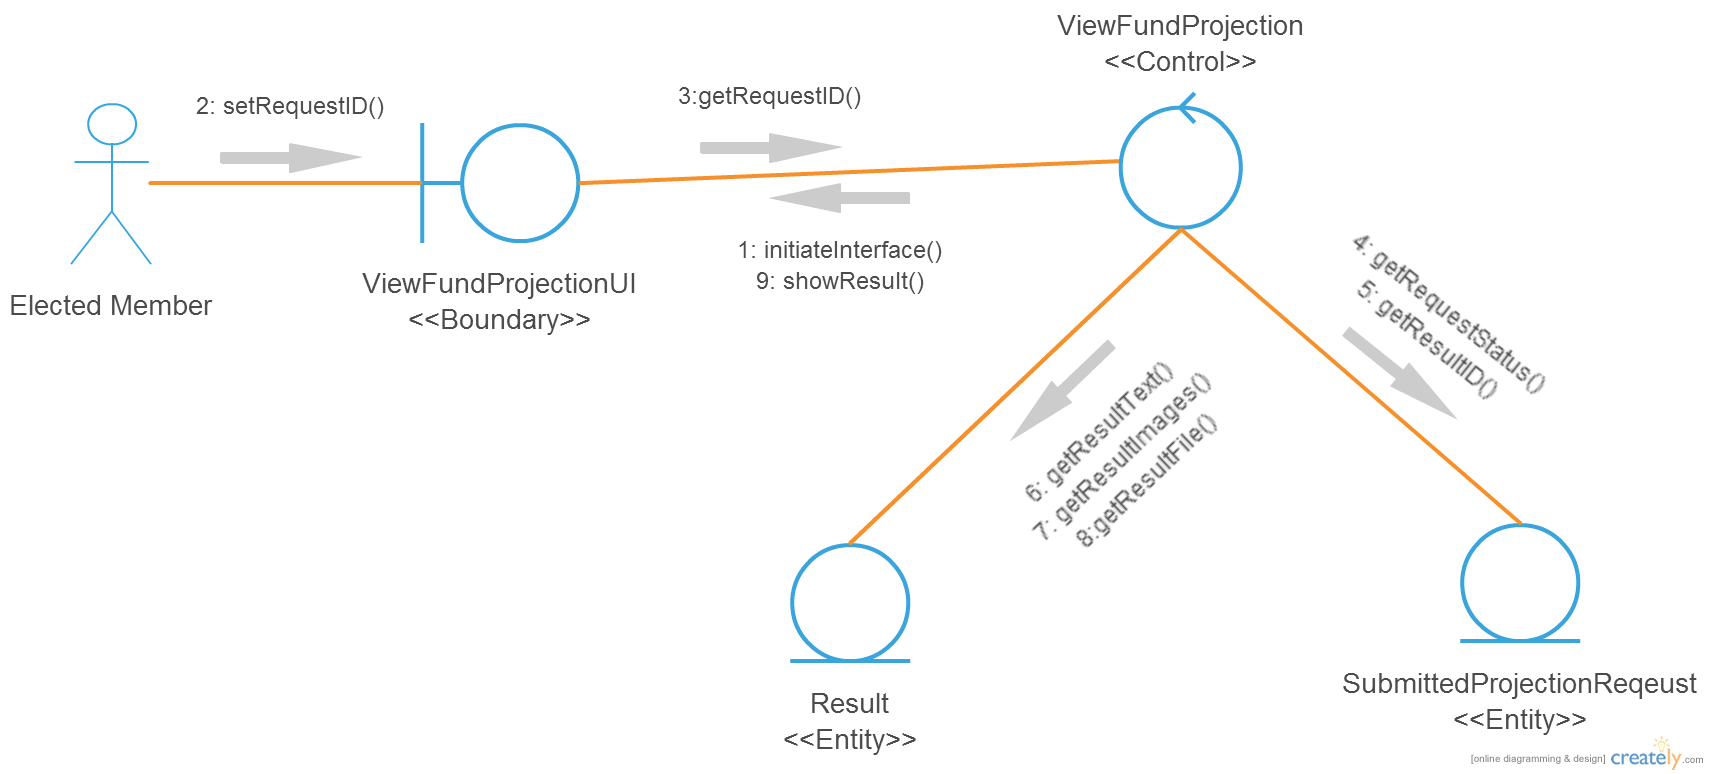 ViewFundProjection
<<Control>>
2: setRequestID()
3:getRequestID()
1: initiateInterface()
9: showResult()
ViewFundProjectionUI
<<Boundary>>
Elected Member
4: getRequestStatus()
5: getResultID()
6: getResultText()
7: getResultImages()
8:getResultFile()
Result
<<Entity>>
SubmittedProjectionReqeust
<<Entity>>
[online diagramming & design] creately.com